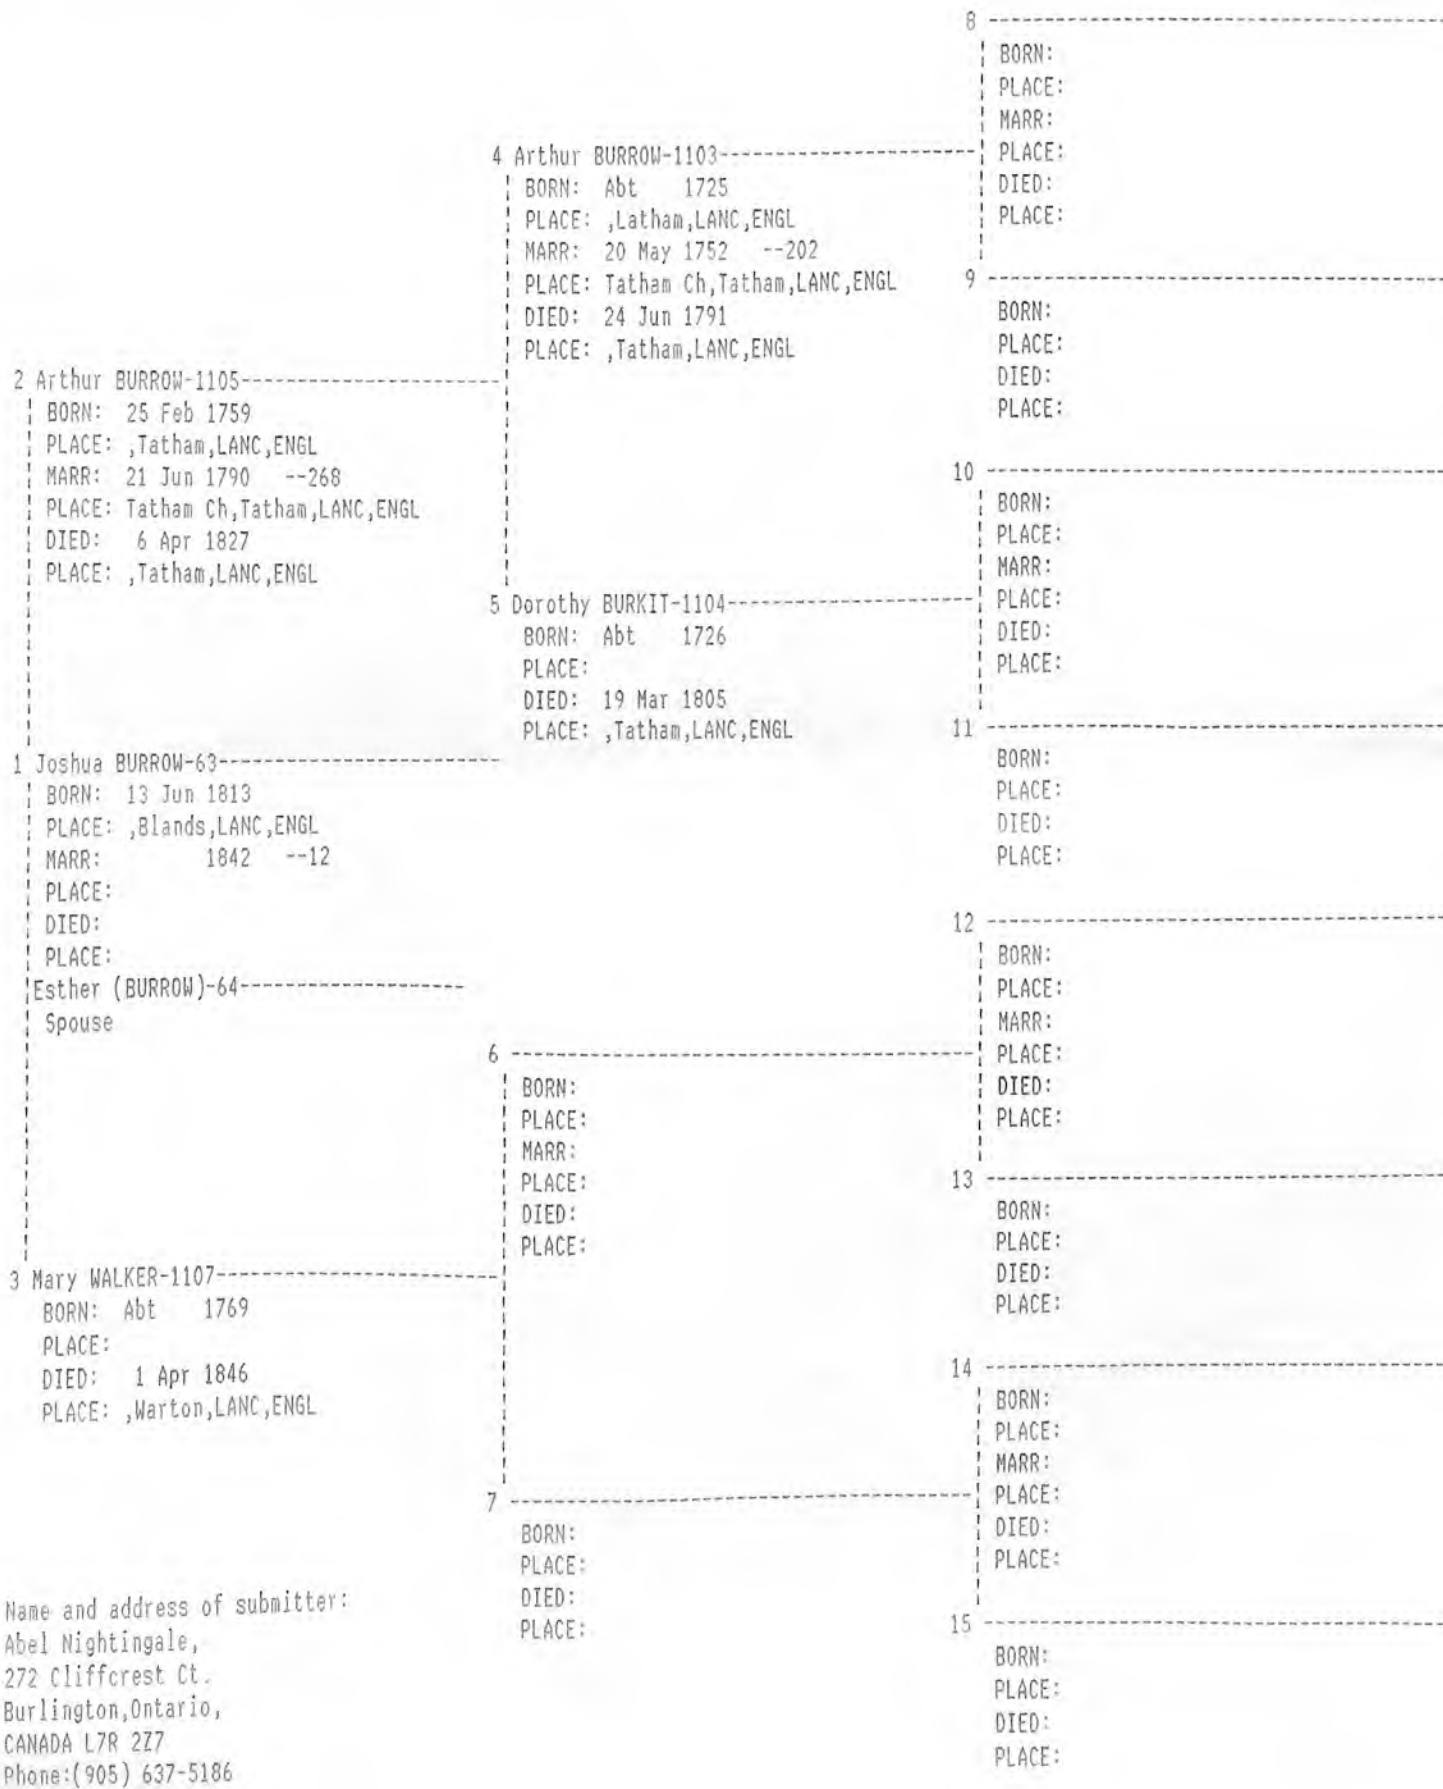 2 Arthur BURROW-1105
BORN: 25 Feb 1759
PLACE: ,Tatham,LANC,ENGL
MARR: 21 Jun 1790 --268
PLACE: Tatham Ch,Tatham,LANC,ENGL
DIED: 6 Apr 1827
PLACE: ,Tatham,LANC,ENGL
1 Joshua BURROW-63
BORN: 13 Jun 1813
PLACE: ,Blands,LANC,ENGL
MARR: 1842 --12
PLACE:
DIED:
PLACE:
Esther (BURROW)-64
Spouse
3 Mary WALKER-1107
BORN: Abt 1769
PLACE:
DIED: 1 Apr 1846
PLACE: ,Warton,LANC,ENGL
Name and address of submitter:
Abel Nightingale,
272 Cliffcrest Ct.
Burlington,Ontario,
CANADA L7R 2Z7
Phone:(905) 637-5186
4 Arthur BURROW-1103
BORN: Abt 1725
PLACE: ,Latham,LANC,ENGL
MARR: 20 May 1752 --202
PLACE: Tatham Ch,Tatham,LANC,ENGL
DIED: 24 Jun 1791
PLACE: ,Tatham,LANC,ENGL
5 Dorothy BURKIT-1104
BORN: Abt 1726
PLACE:
DIED: 19 Mar 1805
PLACE: ,Tatham,LANC,ENGL
6
BORN:
PLACE:
MARR:
PLACE:
DIED:
PLACE:
7
BORN:
PLACE:
DIED:
PLACE:
8
BORN:
PLACE:
MARR:
PLACE:
DIED:
PLACE:
9
BORN:
PLACE:
DIED:
PLACE:
10
BORN:
PLACE:
MARR:
PLACE:
DIED:
PLACE:
11
BORN:
PLACE:
DIED:
PLACE:
12
BORN:
PLACE:
MARR:
PLACE:
DIED:
PLACE:
13
BORN:
PLACE:
DIED:
PLACE:
14
BORN:
PLACE:
MARR:
PLACE:
DIED:
PLACE:
15
BORN:
PLACE:
DIED:
PLACE: